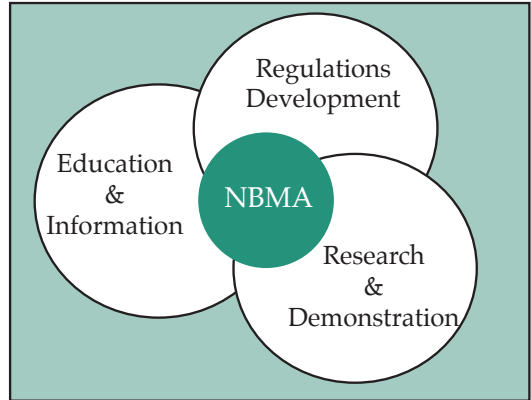 Regulations
Development
Education
&
Information
NBMA
Research
&
Demonstration